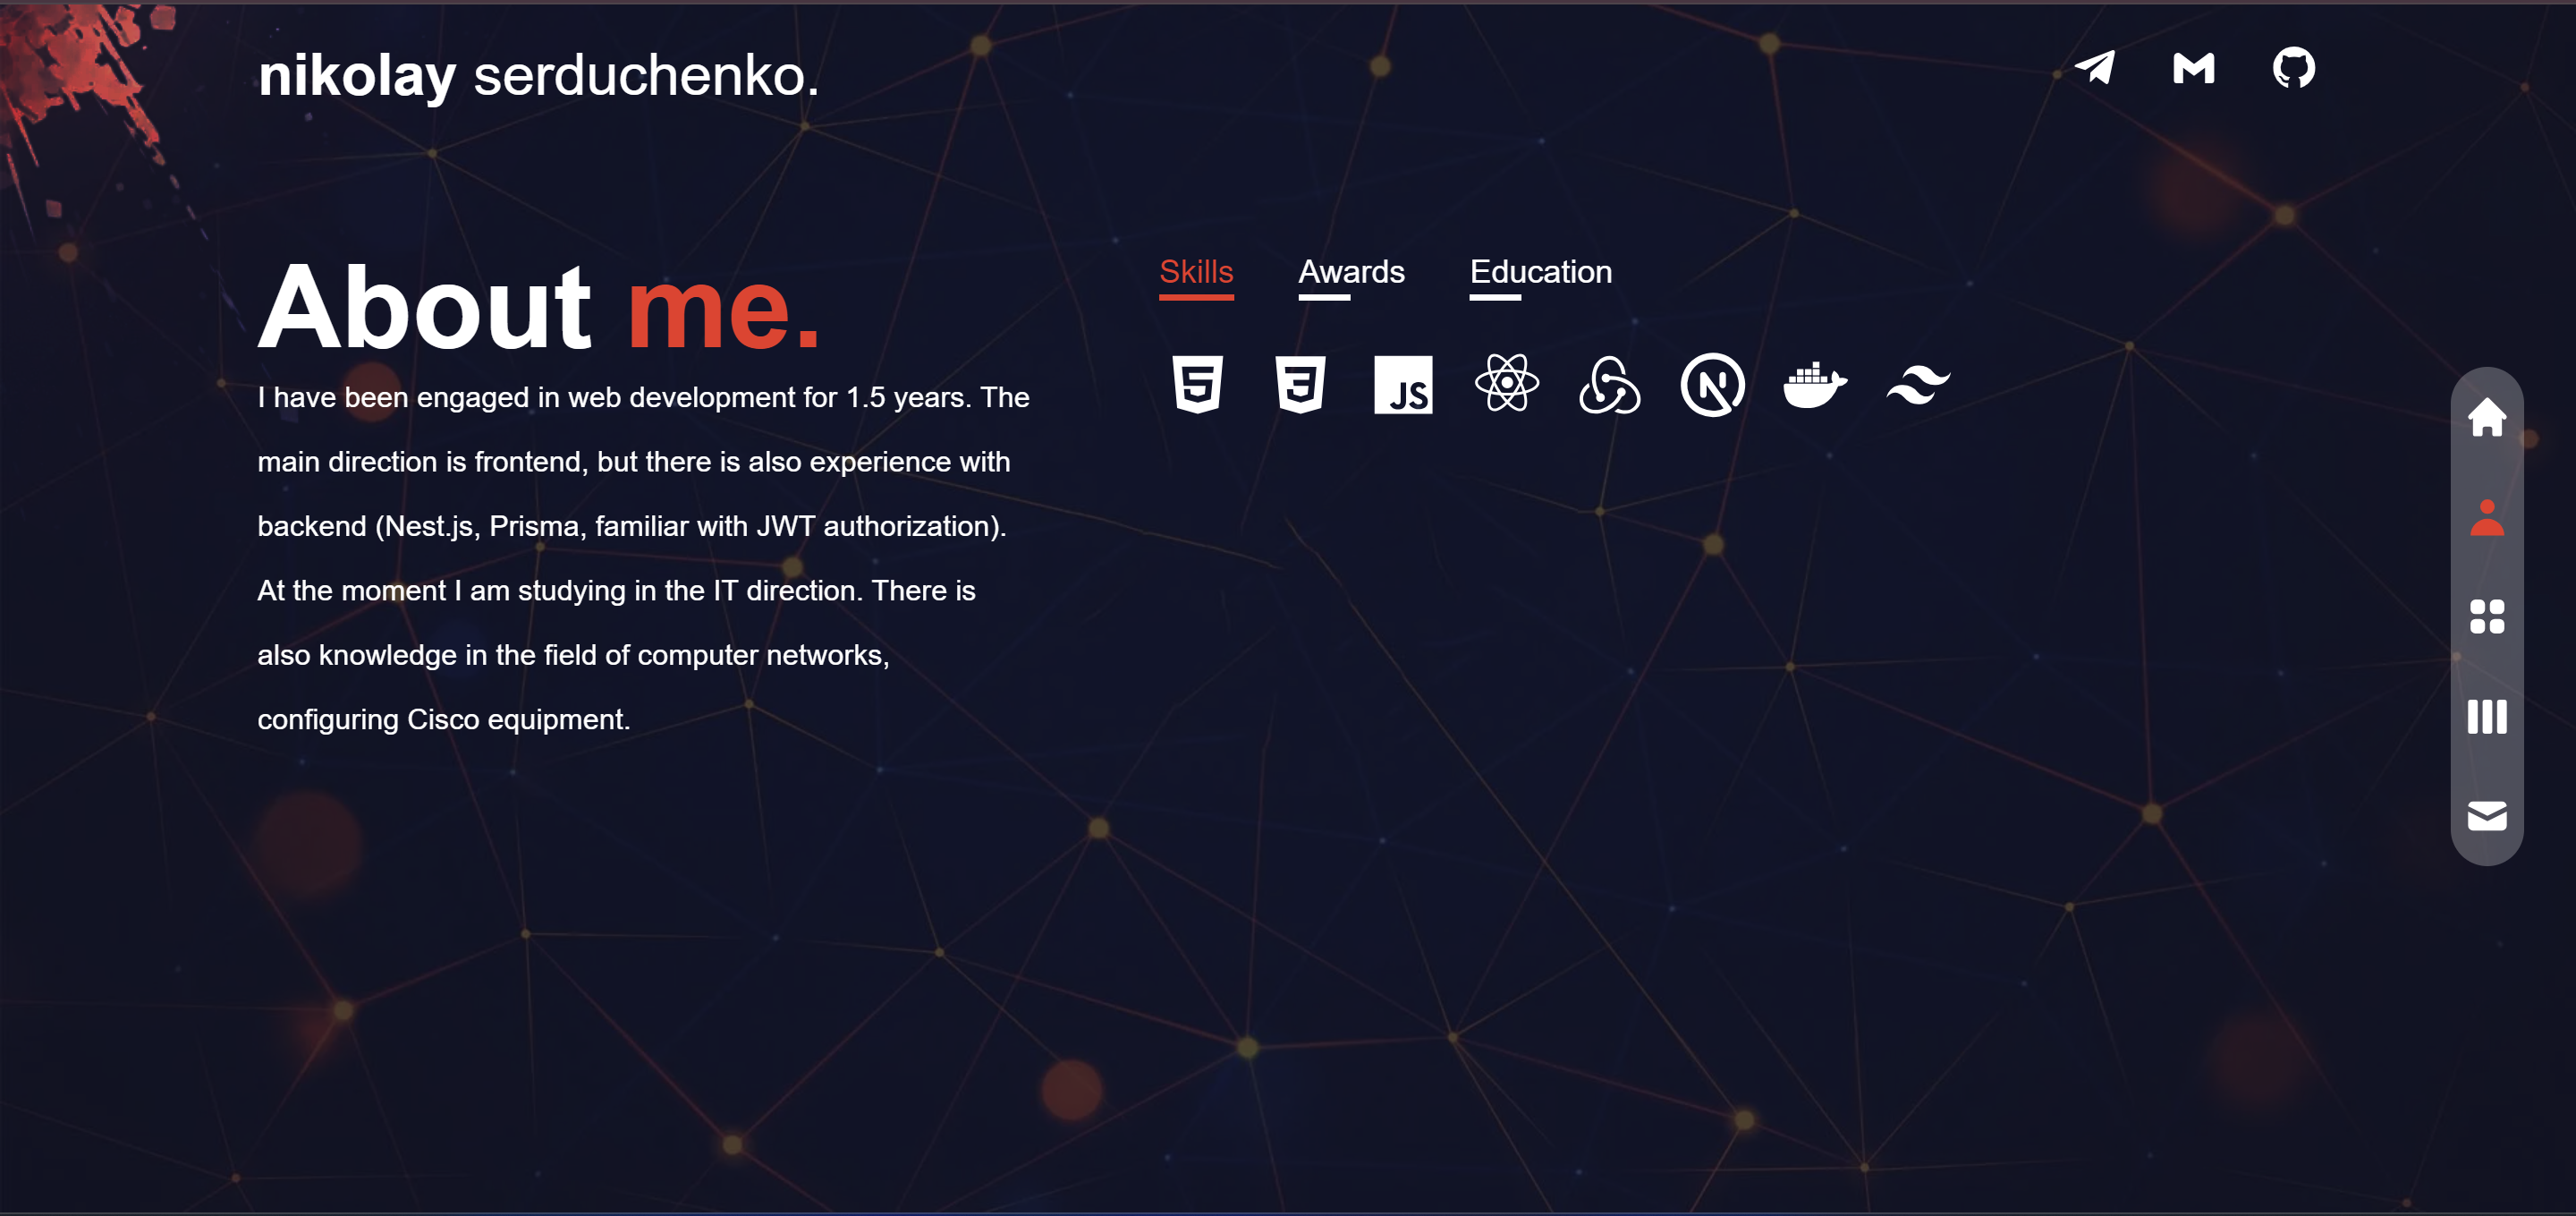 nikolay serduchenko.
About me.
I have been engaged in web development for 1.5 years. The
main direction is frontend, but there is also experience with
backend (Nest.js, Prisma, familiar with JWT authorization).
At the moment I am studying in the IT direction. There is
also knowledge in the field of computer networks,
configuring Cisco equipment.
Skills Awards Education
5 3 JS N